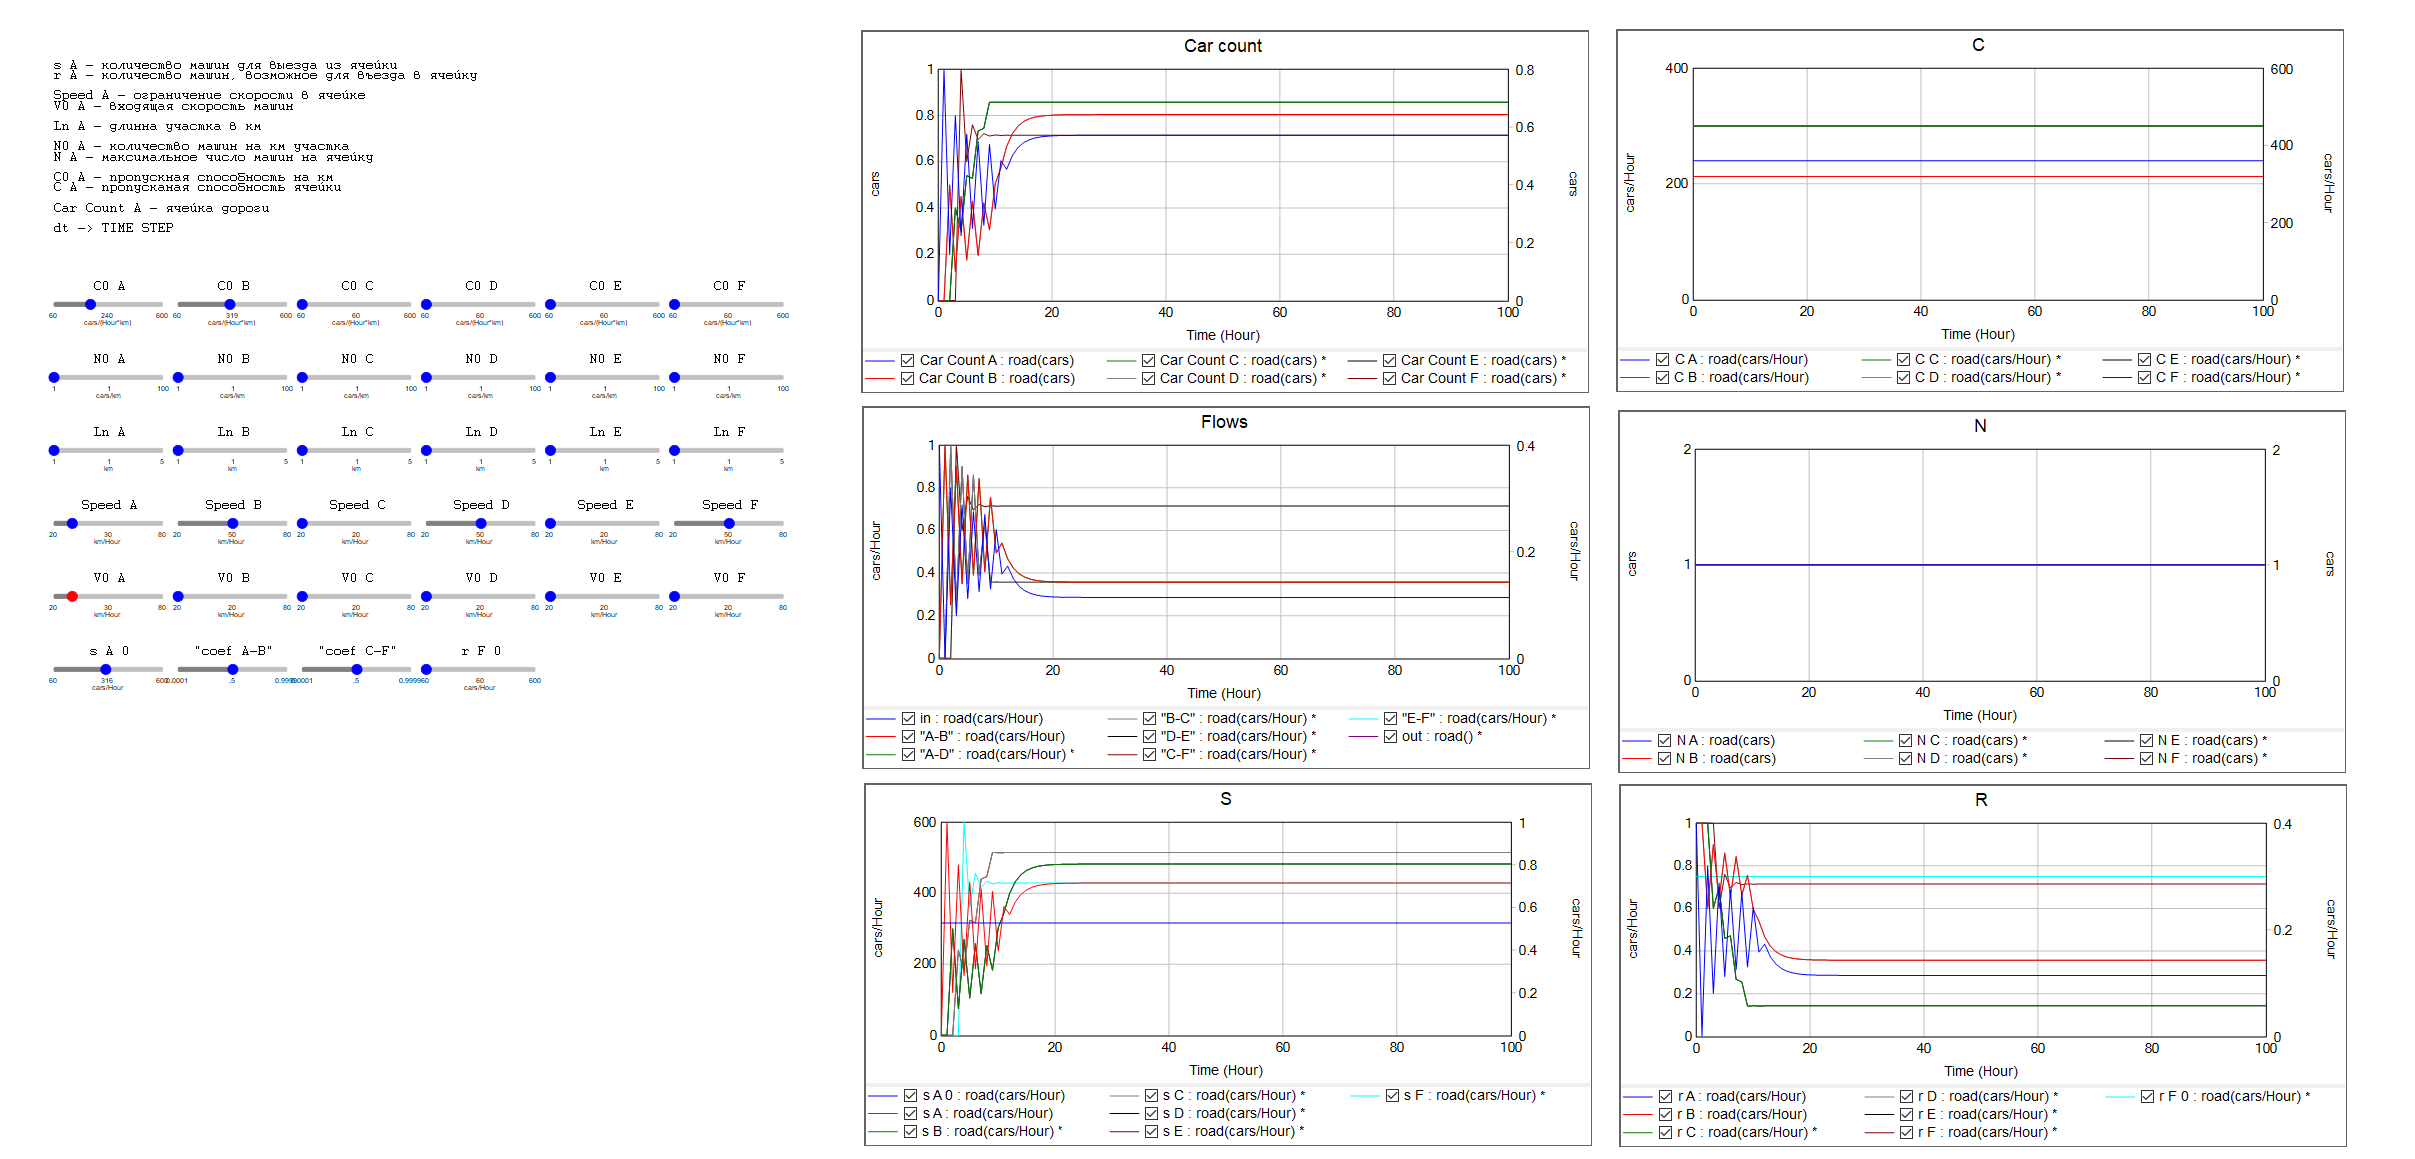 s A – количество машин для выезда из ячейки
r A – количество машин, возможное для въезда в ячейку
Speed A – ограничение скорости в ячейке
V0 A – входящая скорость машин
Ln A – длинна участка в км
N0 A – количество машин на км участка
N A – максимальное число машин на ячейку
C0 A – пропускная способность на км
C A – пропусканая способность ячейки
Car Count A – ячейка дороги
dt –> TIME STEP
C0 A C0 B C0 C C0 D C0 E C0 F
60 240 600 60 319 600 60 60 600 60 60 600 60 60 600 60 60 600
cars/(Hour*km) cars/(Hour*km) cars/(Hour*km) cars/(Hour*km) cars/(Hour*km) cars/(Hour*km)
N0 A N0 B N0 C N0 D N0 E N0 F
1 1 100 1 1 100 1 1 100 1 1 100 1 1 100 1 1 100
cars/km cars/km cars/km cars/km cars/km cars/km
Ln A Ln B Ln C Ln D Ln E Ln F
1 1 5 1 1 5 1 1 5 1 1 5 1 1 5 1 1 5
km km km km km km
Speed A Speed B Speed C Speed D Speed E Speed F
20 30 80 20 50 80 20 20 80 20 50 80 20 20 80 20 50 80
km/Hour km/Hour km/Hour km/Hour km/Hour km/Hour
V0 A V0 B V0 C V0 D V0 E V0 F
20 30 80 20 20 80 20 20 80 20 20 80 20 20 80 20 20 80
km/Hour km/Hour km/Hour km/Hour km/Hour km/Hour
s A 0 "coef A-B" "coef C-F" r F 0
60 316 .5 .5 60 600
cars/Hour cars/Hour
Car count
1 0.8 0.6 0.4 0.2 0
cars
0.8 0.6 0.4 0.2 0
cars
0 20 40 60 80 100
Time (Hour)
Car Count A : road(cars) Car Count C : road(cars) * Car Count E : road(cars) *
Car Count B : road(cars) Car Count D : road(cars) * Car Count F : road(cars) *
C
400 200 0
cars/Hour
600 400 200 0
cars/Hour
0 20 40 60 80 100
Time (Hour)
C A : road(cars/Hour) C C : road(cars/Hour) * C E : road(cars/Hour) *
C B : road(cars/Hour) C D : road(cars/Hour) * C F : road(cars/Hour) *
Flows
1 0.8 0.6 0.4 0.2 0
cars/Hour
0.4 0.2 0
cars/Hour
0 20 40 60 80 100
Time (Hour)
in : road(cars/Hour) "B-C" : road(cars/Hour) * "E-F" : road(cars/Hour) *
"A-B" : road(cars/Hour) "D-E" : road(cars/Hour) * out : road() *
"A-D" : road(cars/Hour) * "C-F" : road(cars/Hour) *
N
2 1 0
cars
2 1 0
cars
0 20 40 60 80 100
Time (Hour)
N A : road(cars) N C : road(cars) * N E : road(cars) *
N B : road(cars) N D : road(cars) * N F : road(cars) *
S
600 400 200 0
cars/Hour
1 0.8 0.6 0.4 0.2 0
cars/Hour
0 20 40 60 80 100
Time (Hour)
s A 0 : road(cars/Hour) s C : road(cars/Hour) * s F : road(cars/Hour) *
s A : road(cars/Hour) s D : road(cars/Hour) *
s B : road(cars/Hour) * s E : road(cars/Hour) *
R
1 0.8 0.6 0.4 0.2 0
cars/Hour
0.4 0.2 0
cars/Hour
0 20 40 60 80 100
Time (Hour)
r A : road(cars/Hour) r D : road(cars/Hour) * r F 0 : road(cars/Hour) *
r B : road(cars/Hour) r E : road(cars/Hour) *
r C : road(cars/Hour) * r F : road(cars/Hour) *